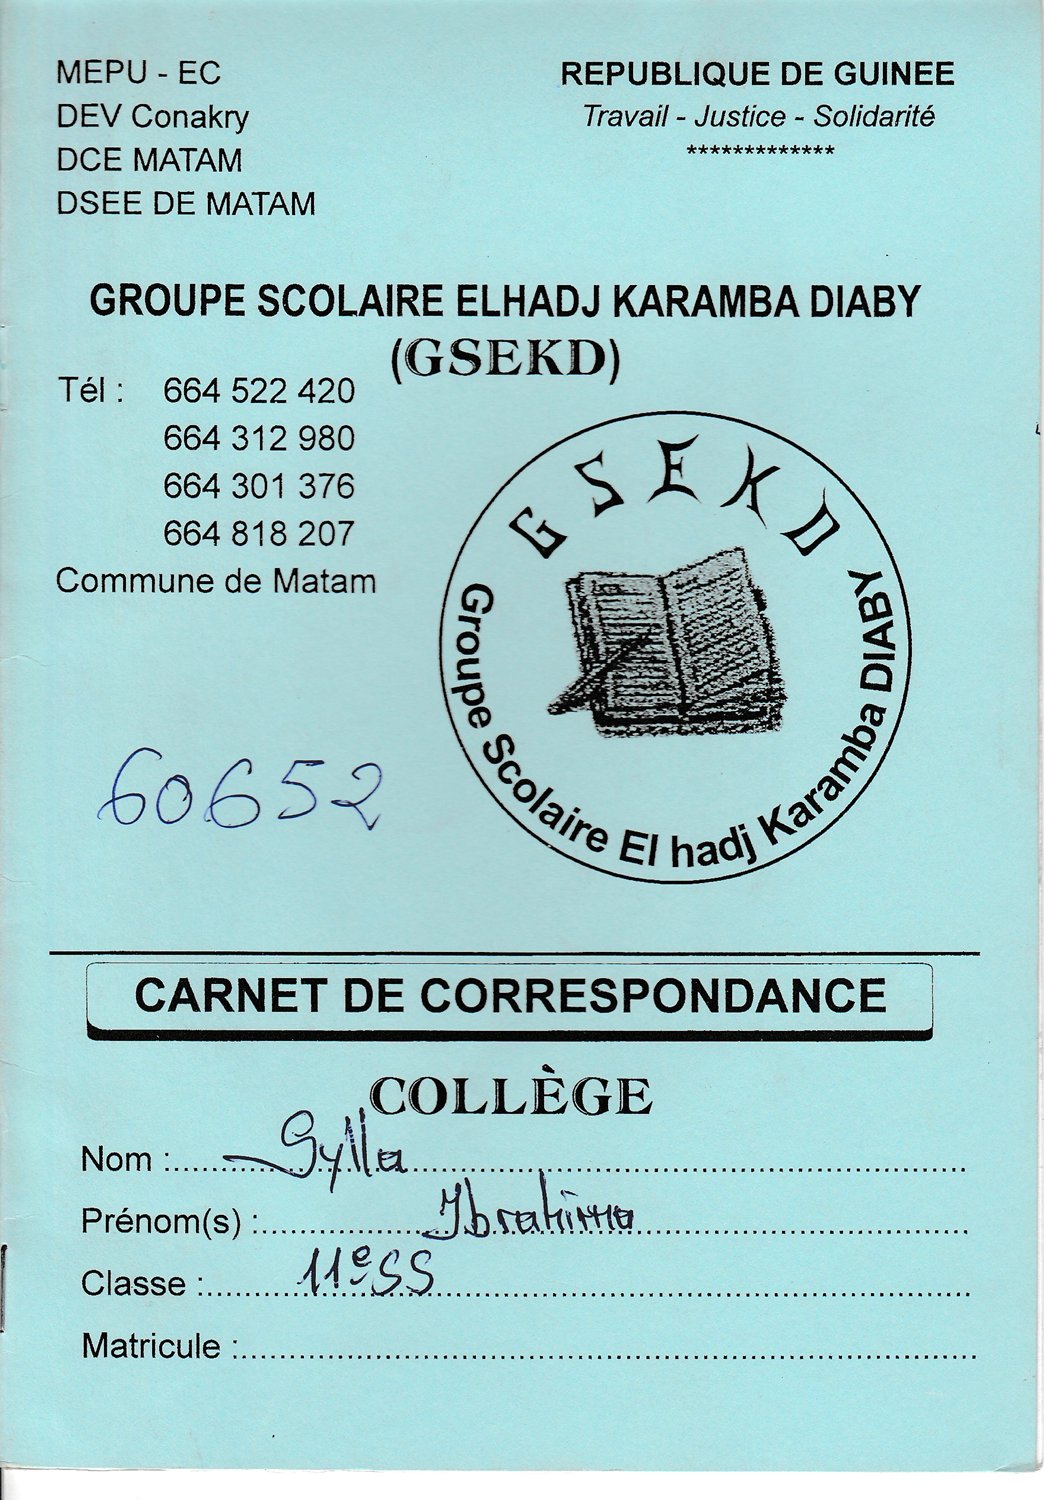 MEPU - EC
DEV Conakry
DCE MATAM
DSEE DE MATAM
REPUBLIQUE DE GUINEE
Travail - Justice - Solidarité
*************
GROUPE SCOLAIRE ELHADJ KARAMBA DIABY
(GSEKD)
Tél : 664 522 420
664 312 980
664 301 376
664 818 207
Commune de Matam
GSEKD
Groupe Scolaire El hadj Karamba DIABY
60652
CARNET DE CORRESPONDANCE
COLLÈGE
Nom : Sylla
Prénom(s) : Ibrahima
Classe : 11e SS
Matricule :